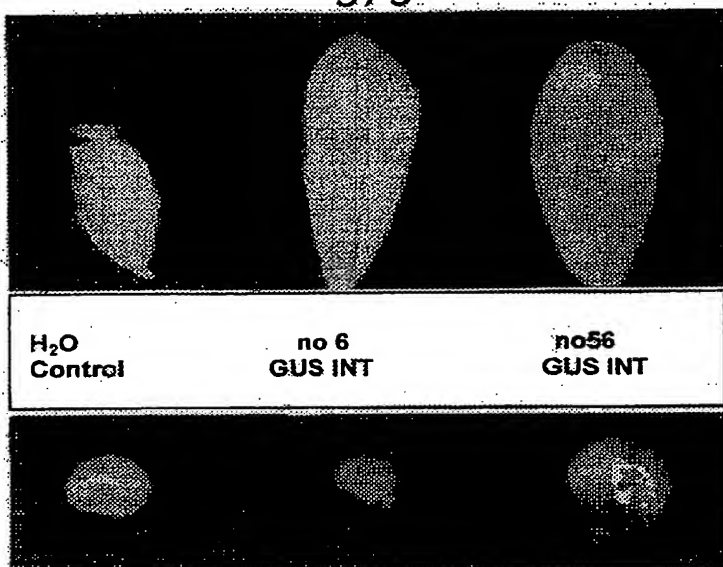 H₂O
Control
no 6
GUS INT
no56
GUS INT